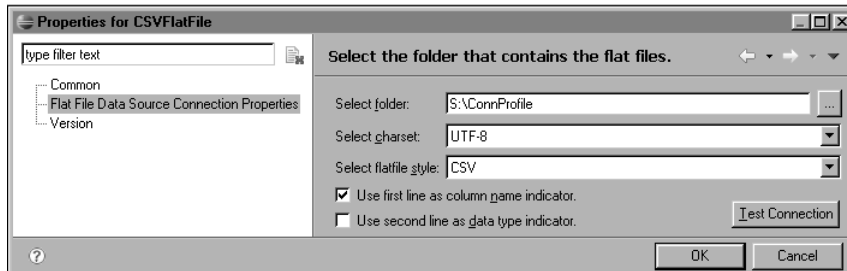 Properties for CSVFlatFile
type filter text
Common
Flat File Data Source Connection Properties
Version
Select the folder that contains the flat files.
Select folder: S:\ConnProfile ...
Select charset: UTF-8
Select flatfile style: CSV
Use first line as column name indicator.
Use second line as data type indicator.
Test Connection
?
OK
Cancel